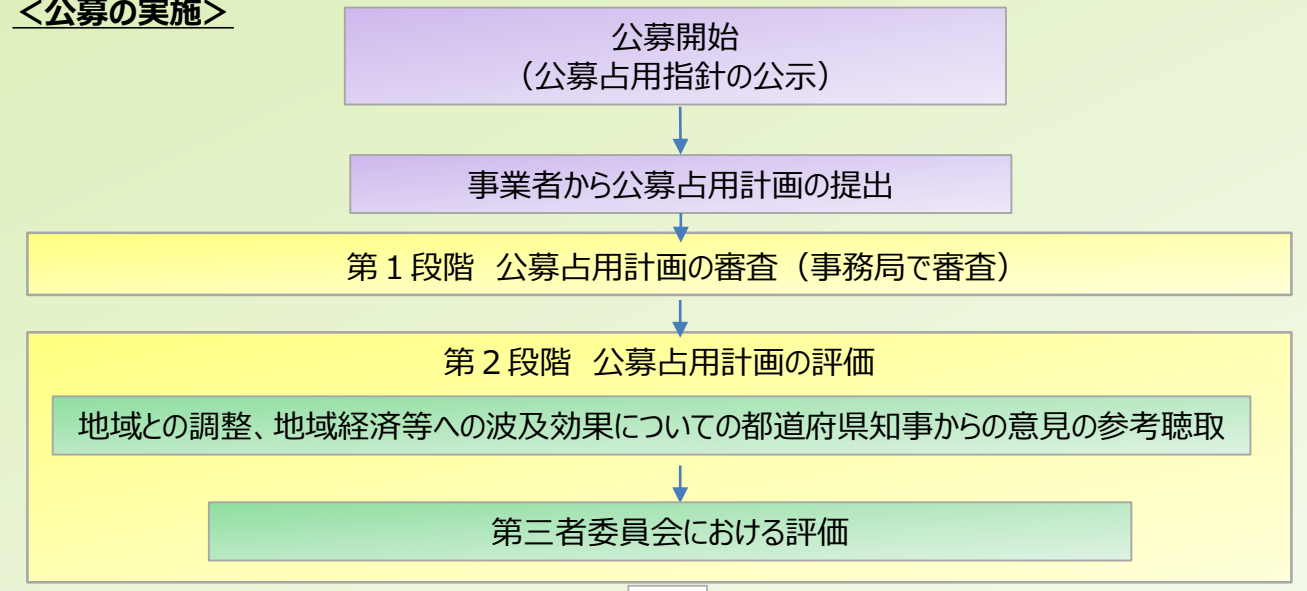 ＜公募の実施＞
公募開始
（公募占用指針の公示）
事業者から公募占用計画の提出
第１段階 公募占用計画の審査（事務局で審査）
第２段階 公募占用計画の評価
地域との調整、地域経済等への波及効果についての都道府県知事からの意見の参考聴取
第三者委員会における評価